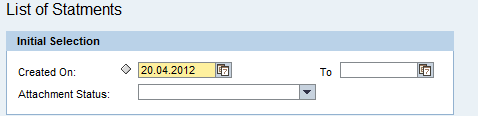 List of Statments
Initial Selection
Created On: 20.04.2012 To
Attachment Status: